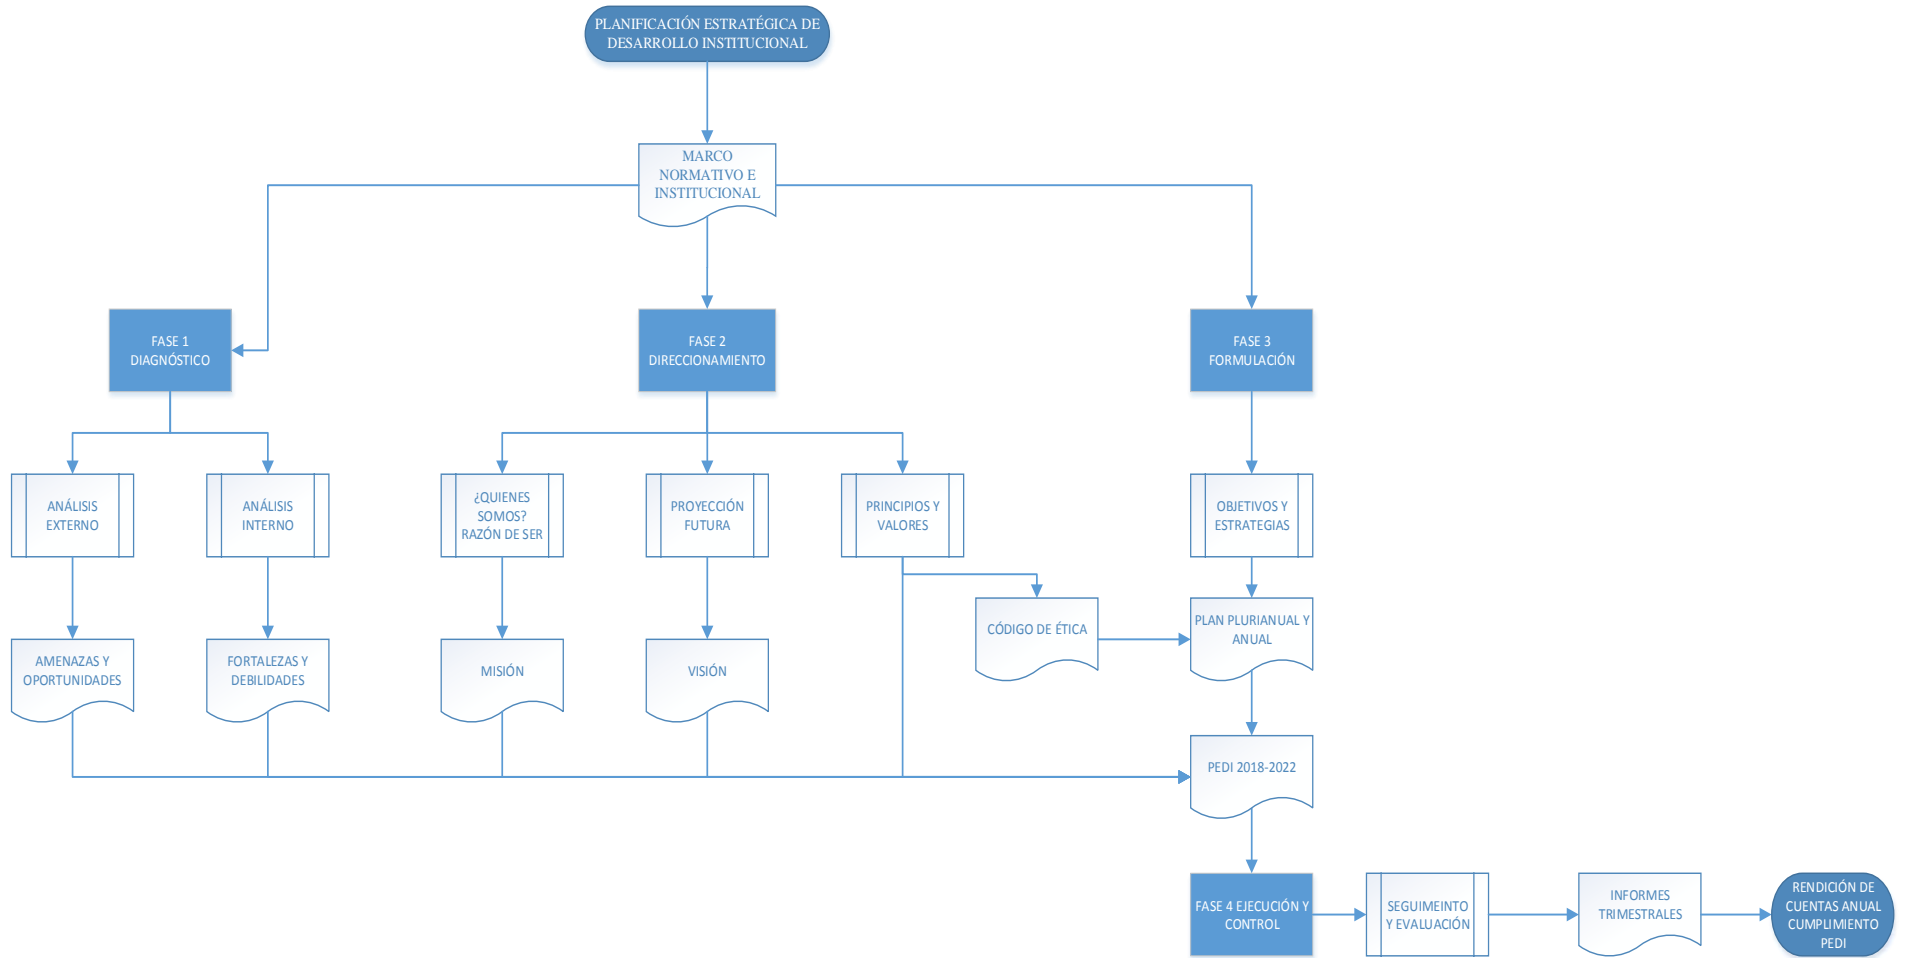 PLANIFICACIÓN ESTRATÉGICA DE
DESARROLLO INSTITUCIONAL
MARCO
NORMATIVO E
INSTITUCIONAL
FASE 1
DIAGNÓSTICO
FASE 2
DIRECCIONAMIENTO
FASE 3
FORMULACIÓN
ANÁLISIS
EXTERNO
ANÁLISIS
INTERNO
¿QUIENES
SOMOS?
RAZÓN DE SER
PROYECCIÓN
FUTURA
PRINCIPIOS Y
VALORES
OBJETIVOS Y
ESTRATEGIAS
CÓDIGO DE ÉTICA
PLAN PLURIANUAL Y
ANUAL
AMENAZAS Y
OPORTUNIDADES
FORTALEZAS Y
DEBILIDADES
MISIÓN
VISIÓN
PEDI 2018-2022
FASE 4 EJECUCIÓN Y
CONTROL
SEGUIMEINTO
Y EVALUACIÓN
INFORMES
TRIMESTRALES
RENDICIÓN DE
CUENTAS ANUAL
CUMPLIMIENTO
PEDI